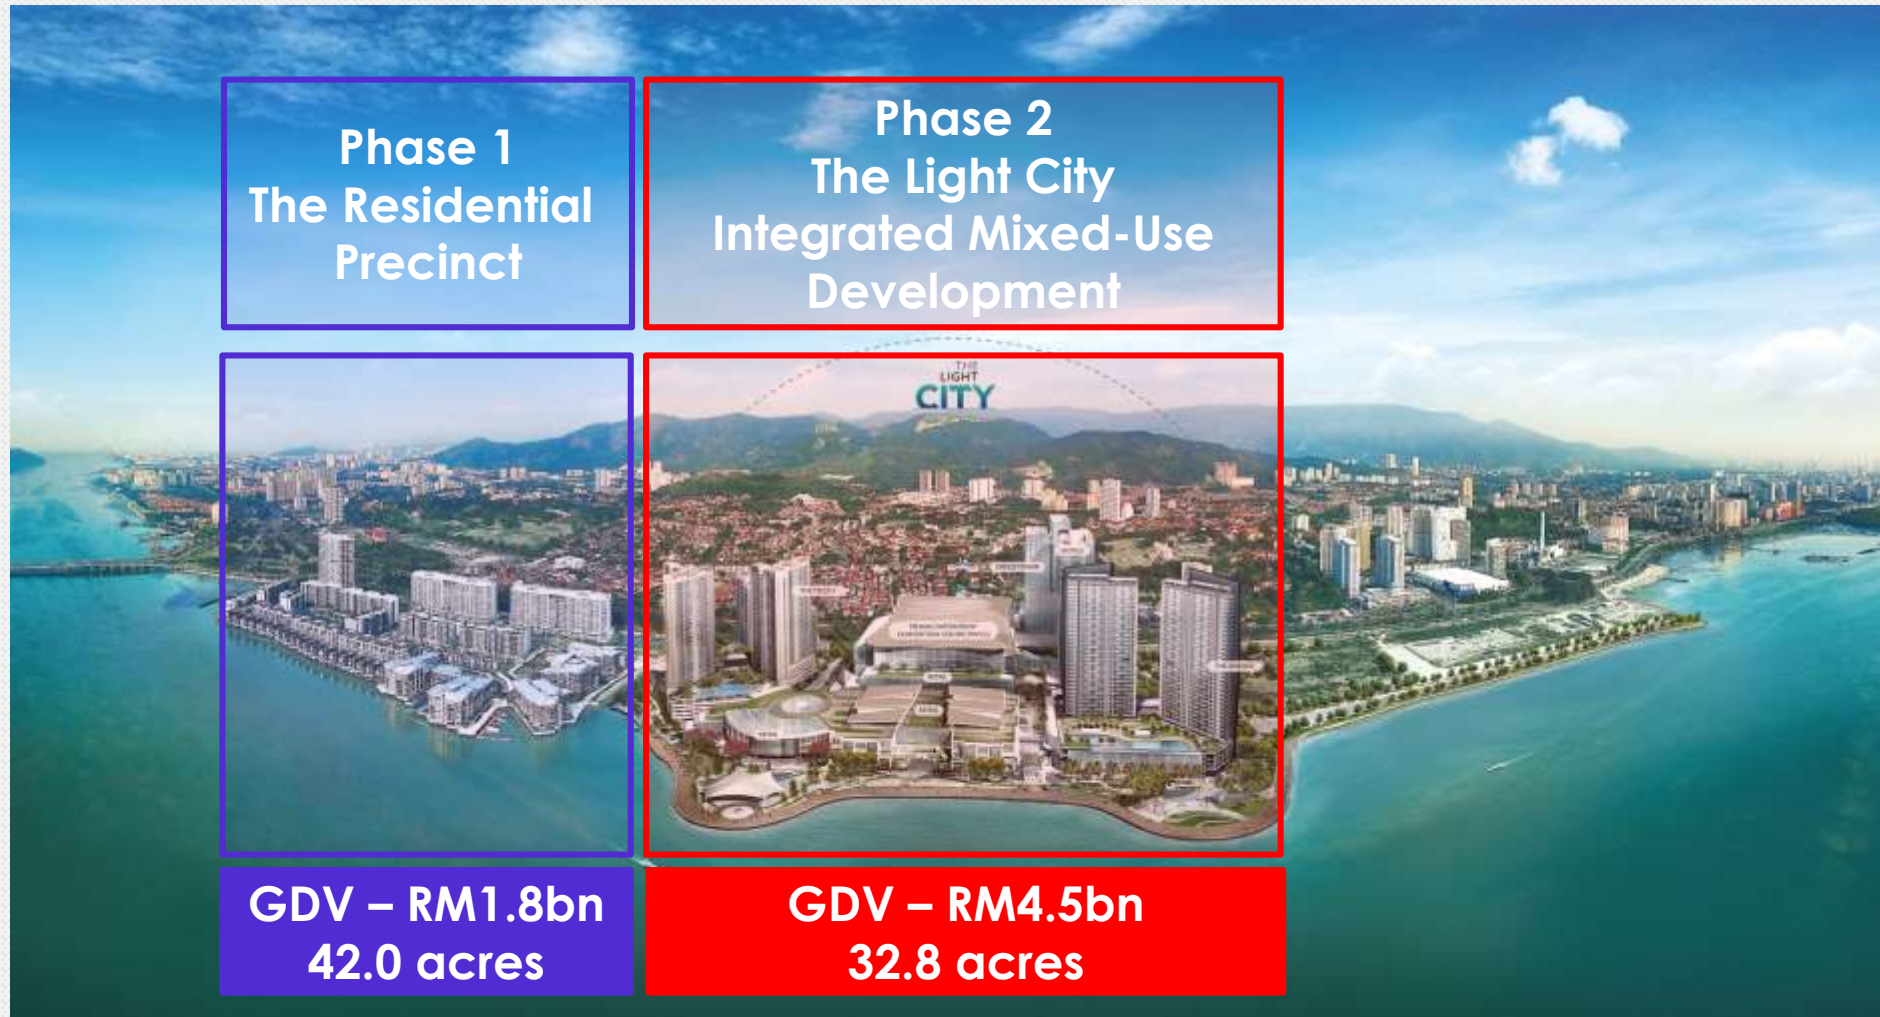 Phase 1
The Residential
Precinct
Phase 2
The Light City
Integrated Mixed-Use
Development
THE
LIGHT
CITY
GDV – RM1.8bn
42.0 acres
GDV – RM4.5bn
32.8 acres